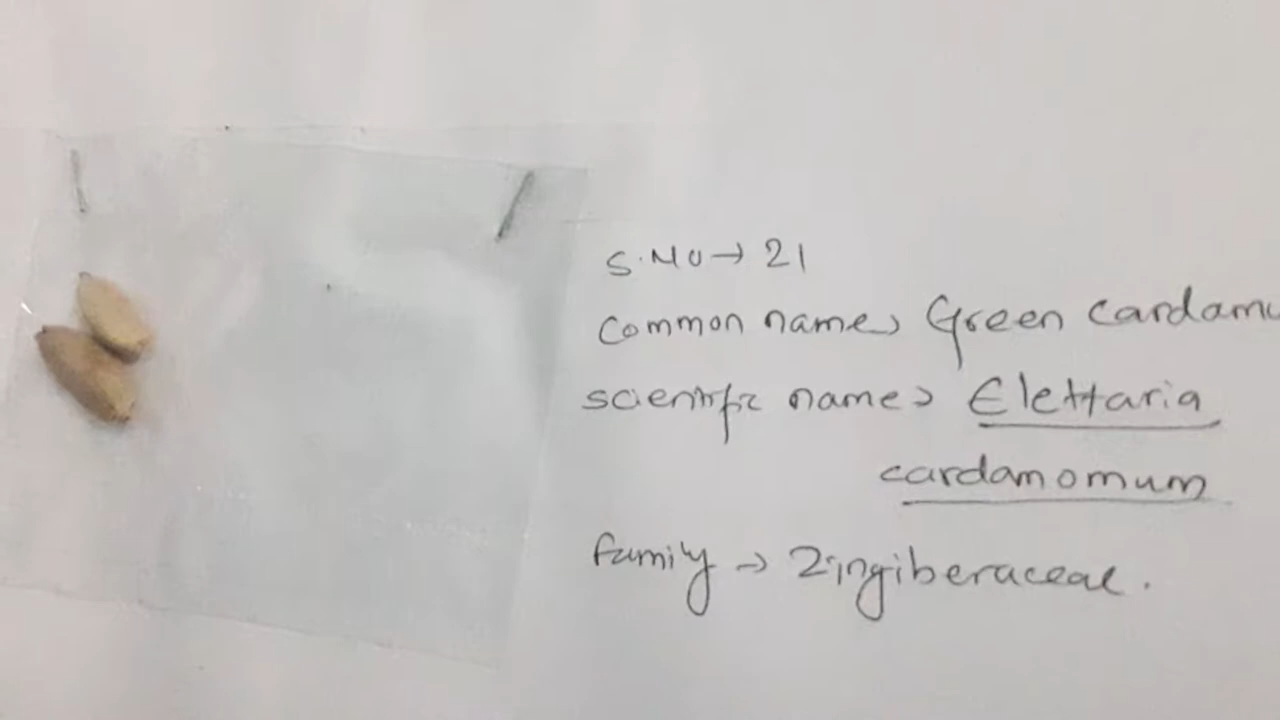 S.No → 21
Common name, Green Cardamo
scientific name > Elettaria
cardamomum
family → Zingiberaceae.